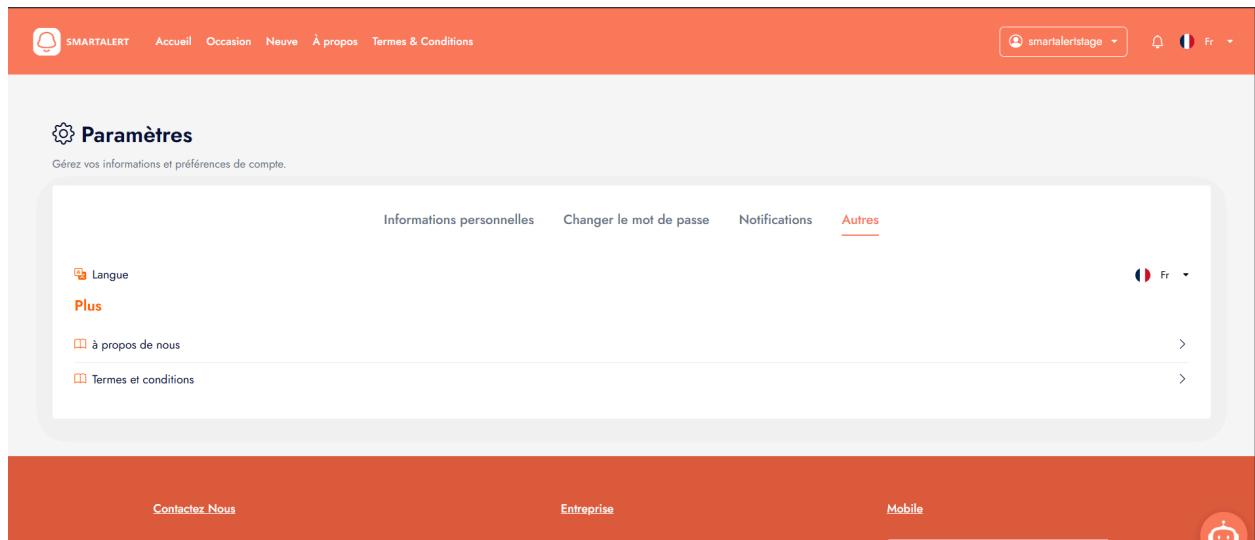 SMARTALERT Accueil Occasion Neuve À propos Termes & Conditions smartalertstage Fr
Paramètres
Gérez vos informations et préférences de compte.
Informations personnelles Changer le mot de passe Notifications Autres
Langue Fr
Plus
à propos de nous
Termes et conditions
Contactez Nous Entreprise Mobile